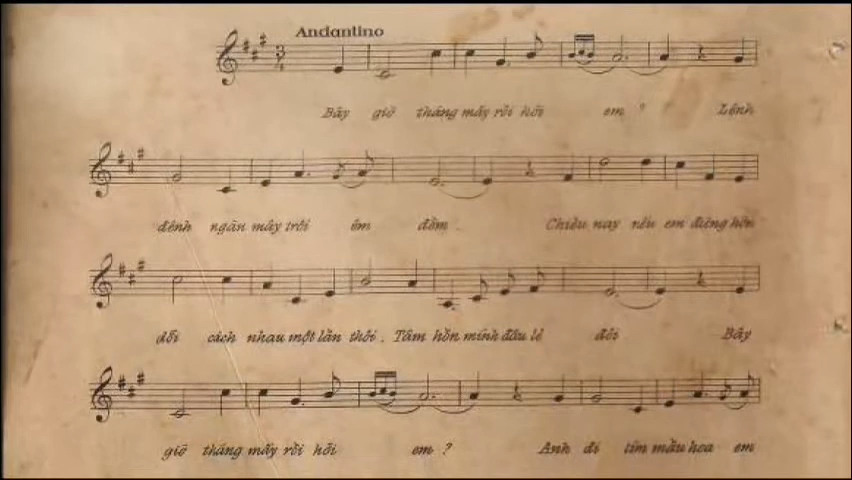 Andantino
Bây giờ tháng mấy rồi hỡi em ? Lênh
đênh ngàn mây trôi êm đềm . Chiều nay nếu em đừng hờn
dỗi cách nhau một lần thôi . Tâm hồn mình đâu lẻ đôi Bây
giờ tháng mấy rồi hỡi em ? Anh đi tìm mầu hoa em